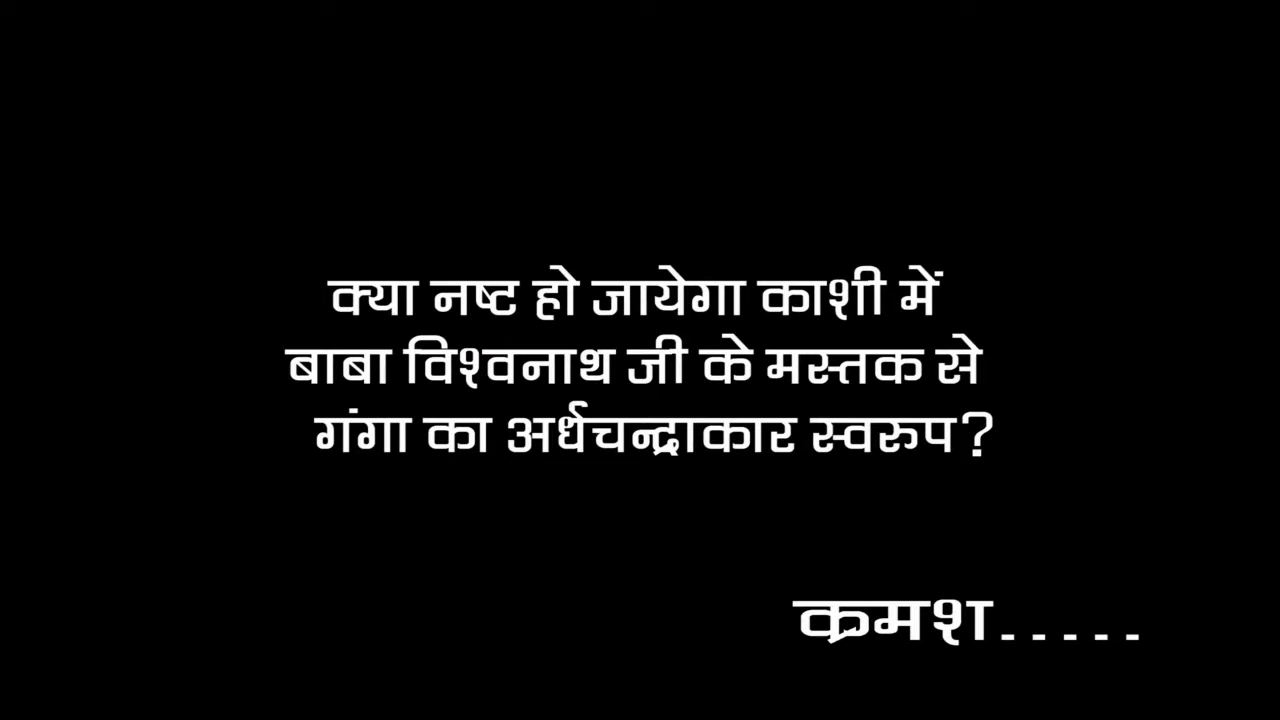 क्या नष्ट हो जायेगा काशी में
बाबा विश्वनाथ जी के मस्तक से
गंगा का अर्धचन्द्राकार स्वरुप?
क्रमश.....